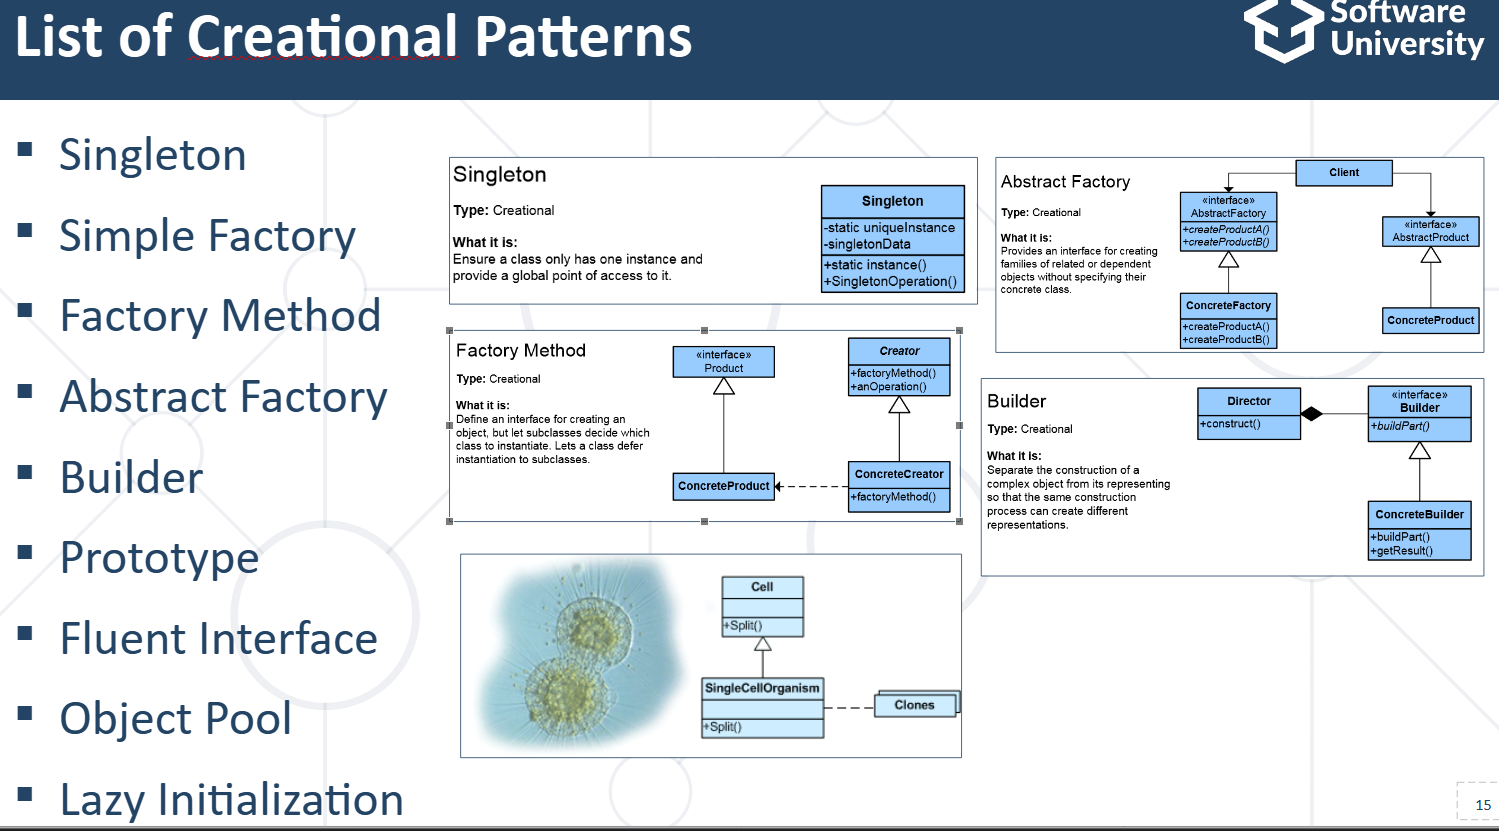 List of Creational Patterns
Software
University
▪ Singleton
▪ Simple Factory
▪ Factory Method
▪ Abstract Factory
▪ Builder
▪ Prototype
▪ Fluent Interface
▪ Object Pool
▪ Lazy Initialization
Singleton
Type: Creational
What it is:
Ensure a class only has one instance and
provide a global point of access to it.
Singleton
-static uniqueInstance
-singletonData
+static instance()
+SingletonOperation()
Abstract Factory
Type: Creational
What it is:
Provides an interface for creating
families of related or dependent
objects without specifying their
concrete class.
Client
«interface»
AbstractFactory
+createProductA()
+createProductB()
«interface»
AbstractProduct
ConcreteFactory
+createProductA()
+createProductB()
ConcreteProduct
Factory Method
Type: Creational
What it is:
Define an interface for creating an
object, but let subclasses decide which
class to instantiate. Lets a class defer
instantiation to subclasses.
«interface»
Product
Creator
+factoryMethod()
+anOperation()
ConcreteProduct
ConcreteCreator
+factoryMethod()
Builder
Type: Creational
What it is:
Separate the construction of a
complex object from its representing
so that the same construction
process can create different
representations.
Director
+construct()
«interface»
Builder
+buildPart()
ConcreteBuilder
+buildPart()
+getResult()
Cell
+Split()
SingleCellOrganism
+Split()
Clones
15